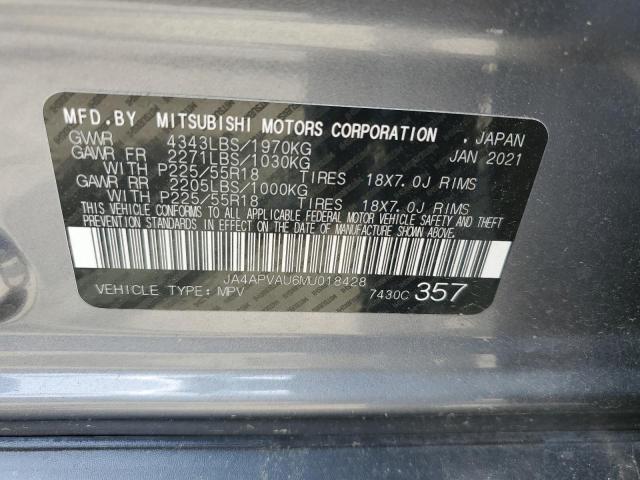 MFD.BY MITSUBISHI MOTORS CORPORATION . JAPAN
GVWR 4343LBS/1970KG JAN 2021
GAWR FR 2271LBS/1030KG
WITH P225/55R18 TIRES 18X7.0J RIMS
GAWR RR 2205LBS/1000KG
WITH P225/55R18 TIRES 18X7.0J RIMS
THIS VEHICLE CONFORMS TO ALL APPLICABLE FEDERAL MOTOR VEHICLE SAFETY AND THEFT
PREVENTION STANDARDS IN EFFECT ON THE DATE OF MANUFACTURE SHOWN ABOVE.
JA4APVAU6MU018428
VEHICLE TYPE: MPV 7430C 357